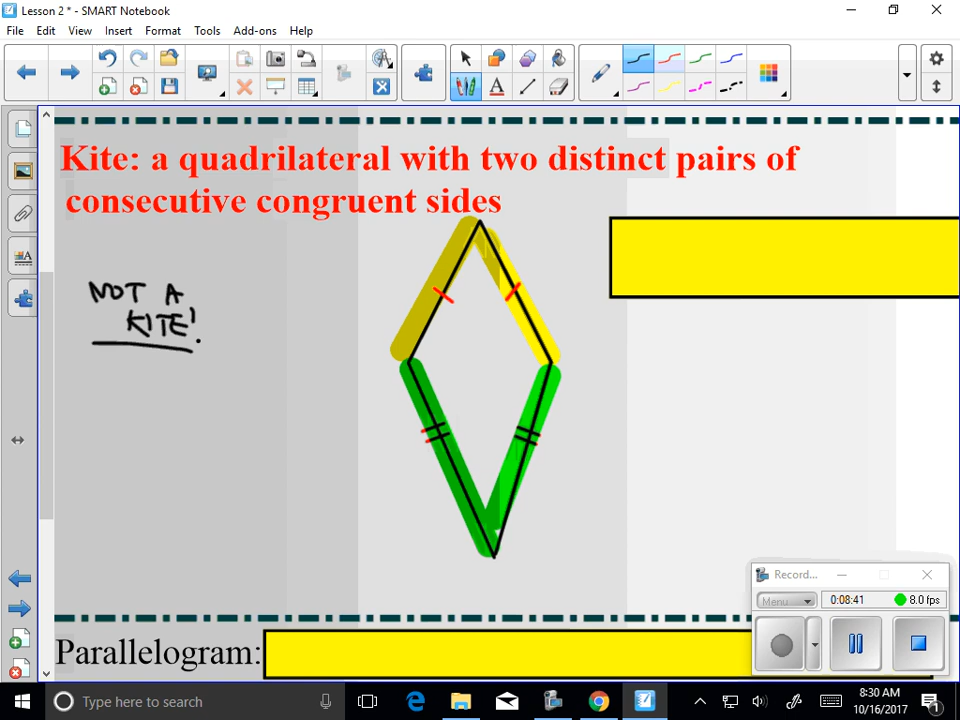 Lesson 2 * - SMART Notebook
File Edit View Insert Format Tools Add-ons Help
Kite: a quadrilateral with two distinct pairs of
consecutive congruent sides
NOT A
KITE!
Record...
Menu
0:08:41
8.0 fps
Parallelogram:
Type here to search
8:30 AM
10/16/2017
1